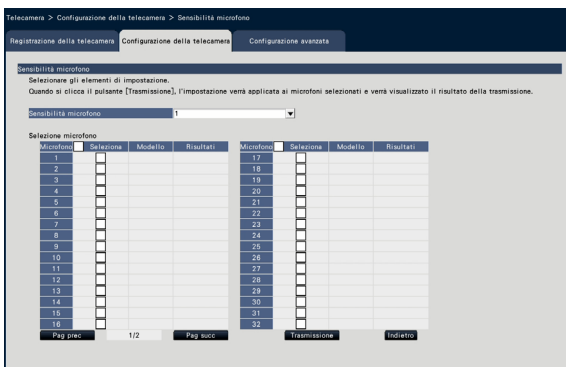 Telecamera > Configurazione della telecamera > Sensibilità microfono
Registrazione della telecamera Configurazione della telecamera Configurazione avanzata
Sensibilità microfono
Selezionare gli elementi di impostazione.
Quando si clicca il pulsante [Trasmissione], l'impostazione verrà applicata ai microfoni selezionati e verrà visualizzato il risultato della trasmissione.
Sensibilità microfono 1
Selezione microfono
Microfono Seleziona Modello Risultati Microfono Seleziona Modello Risultati
1 17
2 18
3 19
4 20
5 21
6 22
7 23
8 24
9 25
10 26
11 27
12 28
13 29
14 30
15 31
16 32
Pag prec 1/2 Pag succ Trasmissione Indietro